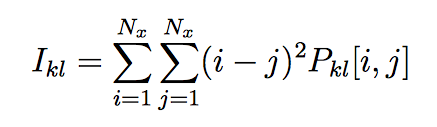 $I_{kl} = \sum_{i=1}^{N_x} \sum_{j=1}^{N_x} (i - j)^2 P_{kl}[i, j]$